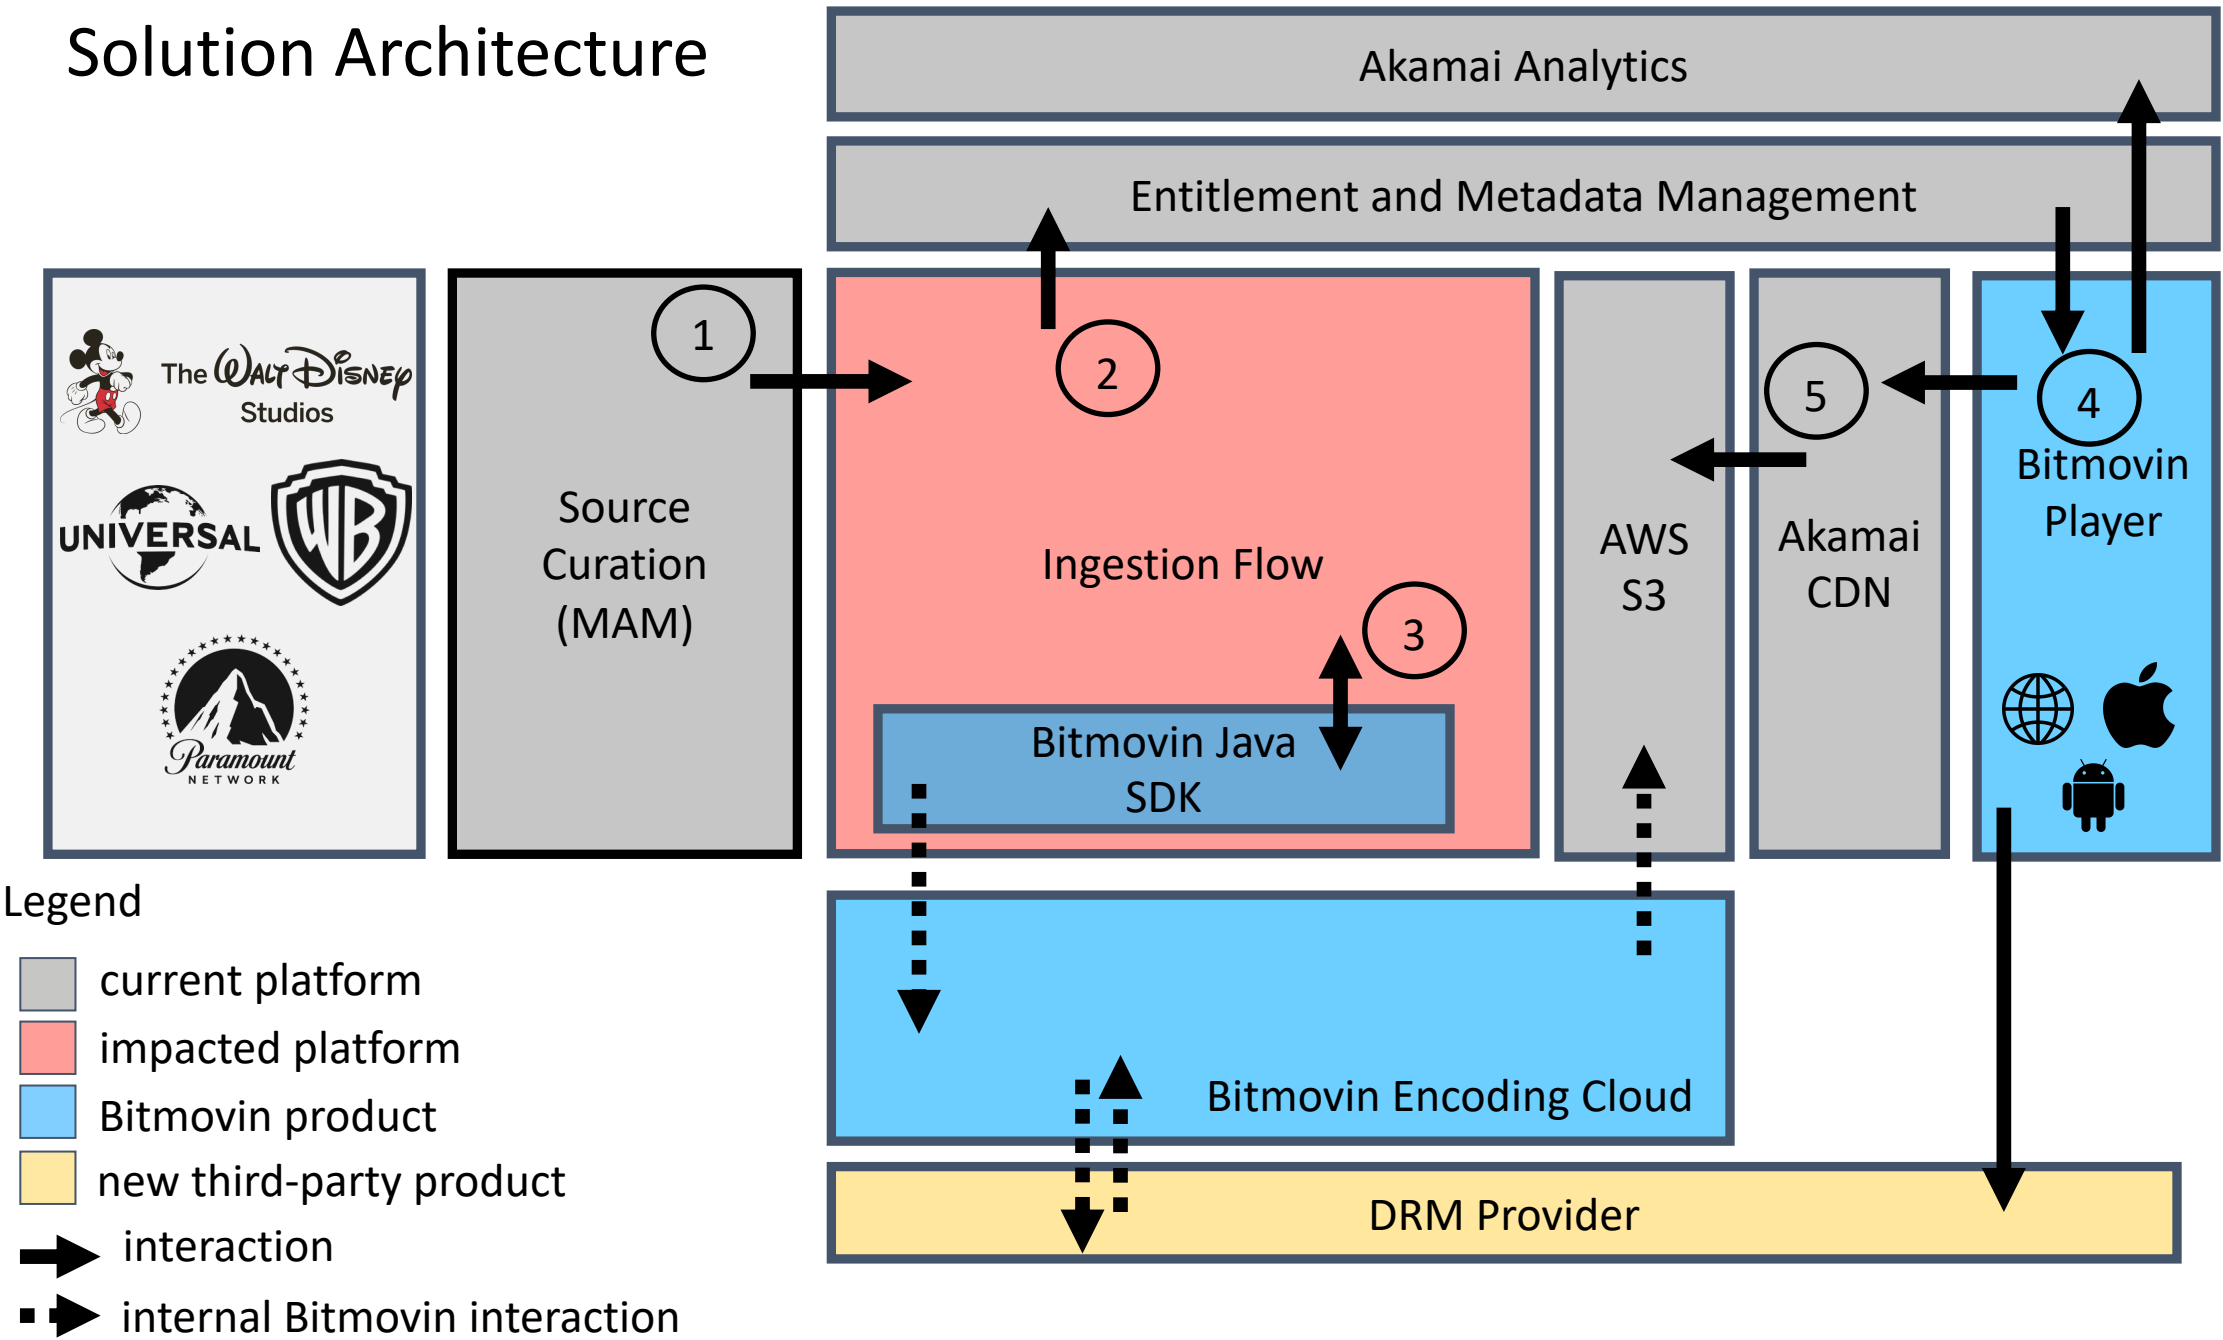 Solution Architecture
Akamai Analytics
Entitlement and Metadata Management
The WALT DISNEY
Studios
UNIVERSAL
WB
Paramount
NETWORK
1
Source
Curation
(MAM)
2
Ingestion Flow
3
Bitmovin Java
SDK
AWS
S3
5
Akamai
CDN
4
Bitmovin
Player
Bitmovin Encoding Cloud
DRM Provider
Legend
current platform
impacted platform
Bitmovin product
new third-party product
interaction
internal Bitmovin interaction